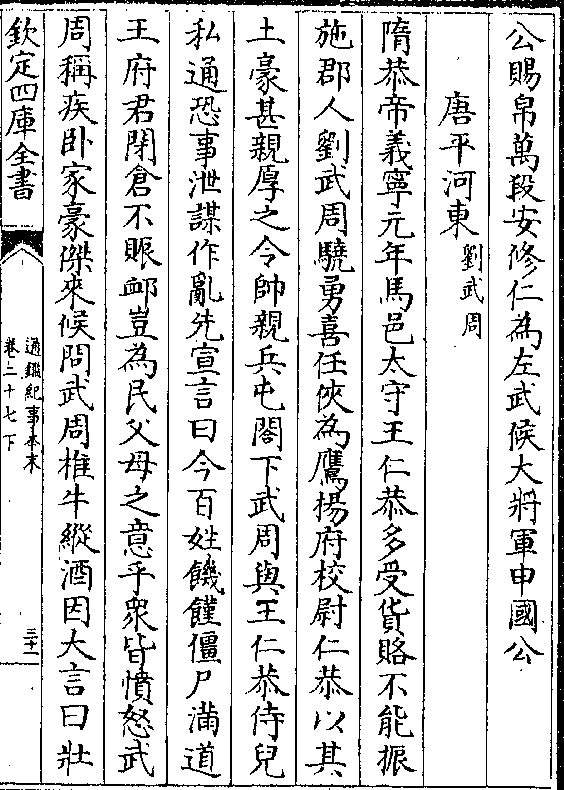 公賜帛萬段安修仁為左武候大將軍申國公
唐平河東劉武周
隋恭帝義寧元年馬邑太守王仁恭多受貨賂不能振
施郡人劉武周驍勇喜任俠為鷹揚府校尉仁恭以其
土豪甚親厚之令帥親兵屯閤下武周與王仁恭侍兒
私通恐事泄謀作亂先宣言曰今百姓饑饉僵尸滿道
王府君閉倉不賑衈豈為民父母之意乎衆皆憤怒武
周稱疾卧家豪傑來候問武周椎牛縱酒因大言曰壯
欽定四庫全書
通鑑紀事本末
卷二十七下
三十一